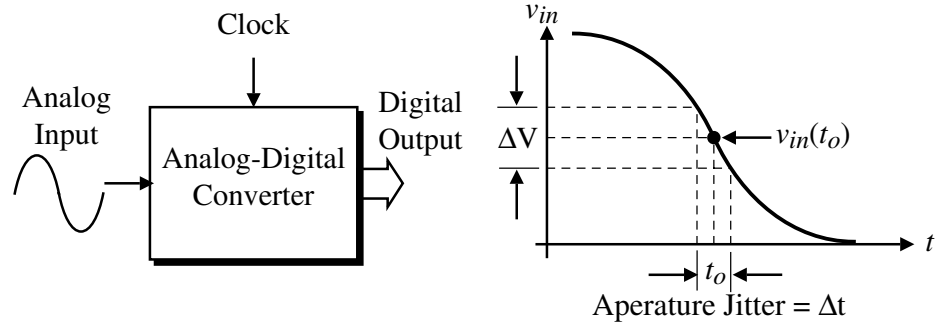 Clock
Analog
Input
Analog-Digital
Converter
Digital
Output
v_in
ΔV
v_in(t_o)
t
t_o
Aperature Jitter = Δt